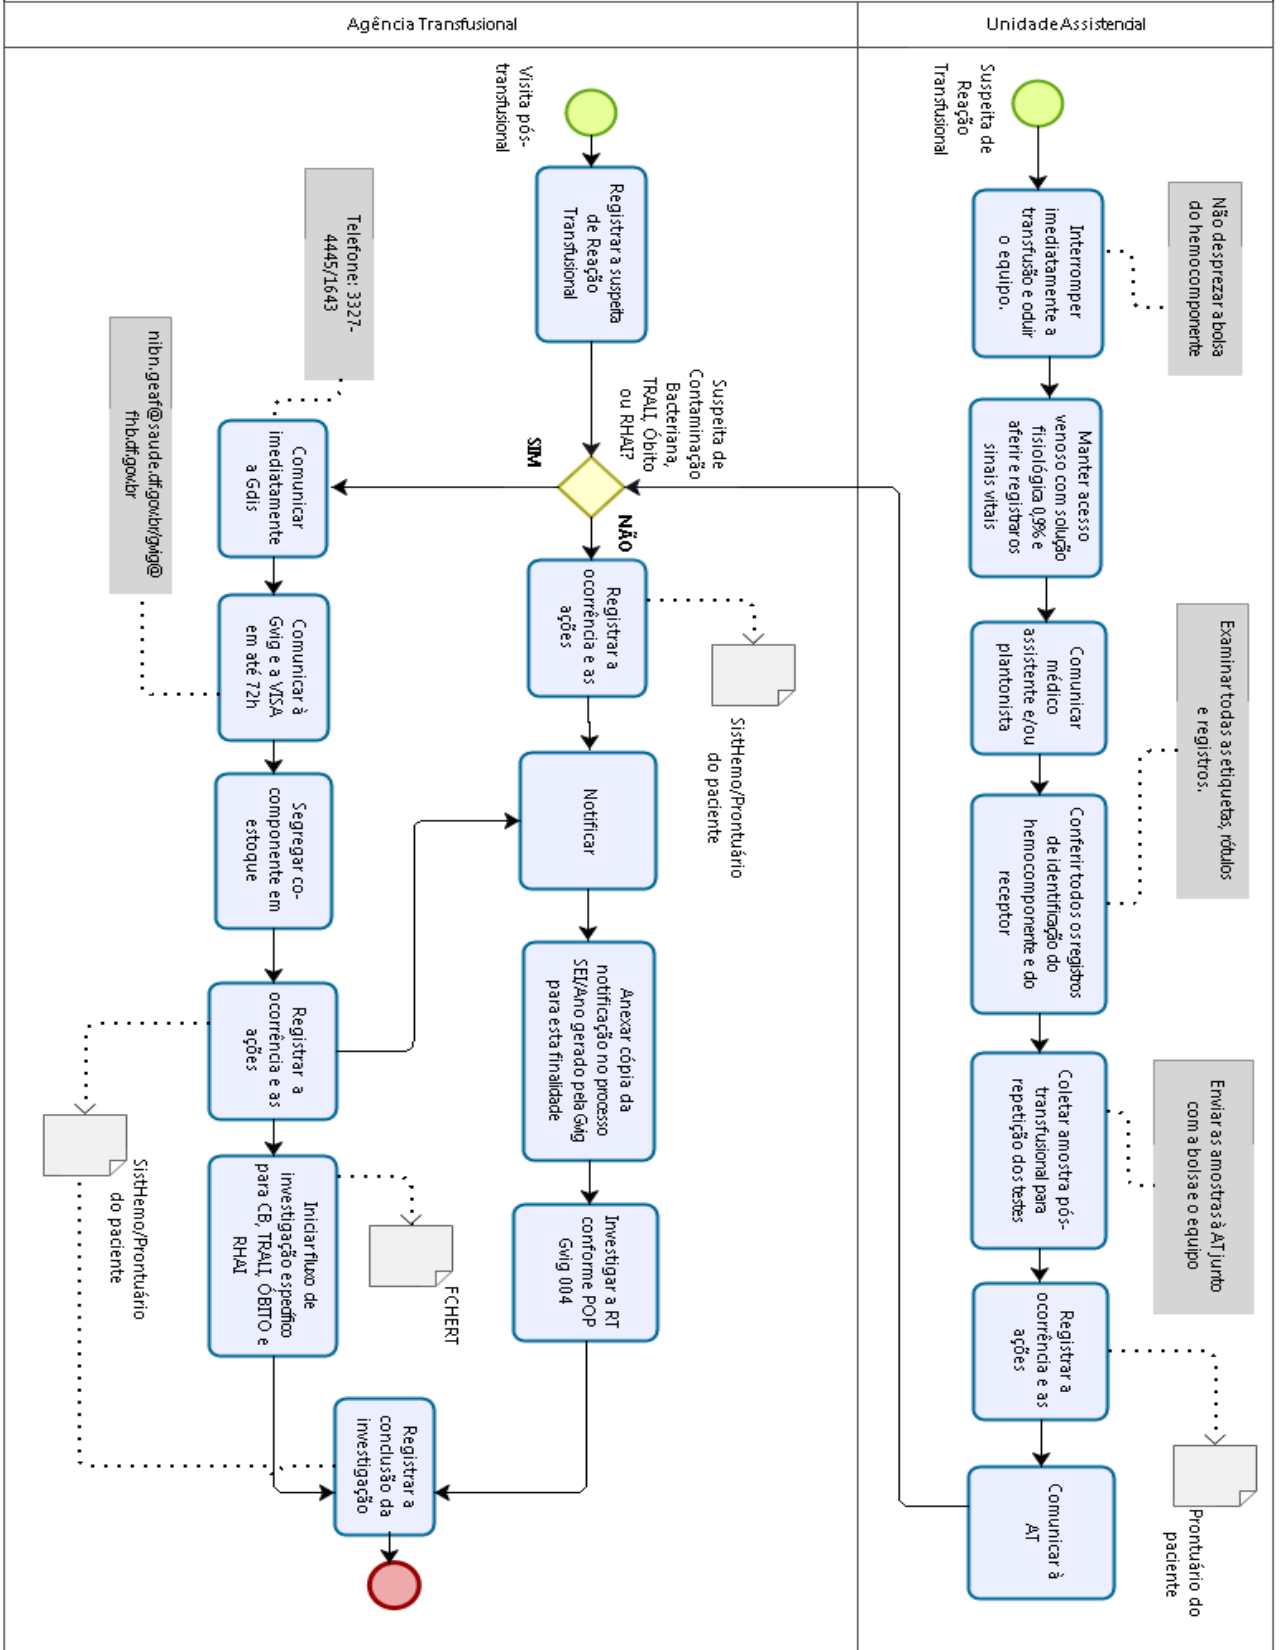 Agência Transfusional
Unidade Assistencial
Suspeita de
Reação
Transfusional
Não desprezar a bolsa
do hemocomponente
Interromper
imediatamente a
transfusão e oduir
o equipo.
Manter acesso
venoso com solução
fisiológica 0,9% e
aferir e registrar os
sinais vitais
Comunicar
médico
assistente e/ou
plantonista
Examinar todas as etiquetas, rótulos
e registros.
Conferir todos os registros
de identificação do
hemocomponente e do
receptor
Coletar amostra pós-
transfusional para
repetição dos testes
Enviar as amostras à AT junto
com a bolsa e o equipo
Registrar a
ocorrência e as
ações
Prontuário do
paciente
Comunicar à
AT
Visita pós-
transfusional
Registrar a suspeita
de Reação
Transfusional
Suspeita de
Contaminação
Bacteriana,
TRALI, Óbito
ou RHAI?
SIM
NÃO
Registrar a
ocorrência e as
ações
SistHemo/Prontuário
do paciente
Notificar
Anexar cópia da
notificação no processo
SEI/Ano gerado pela Gvig
para esta finalidade
Investigar a RT
conforme POP
Gvig 004
Telefone: 3327-
4445/1643
Comunicar
imediatamente
a Gdis
nibn.geaf@saude.df.gov.br/gvig@
fhb.df.gov.br
Comunicar à
Gvig e a VISA
em até 72h
Segregar co-
componente em
estoque
Registrar a
ocorrência e as
ações
SistHemo/Prontuário
do paciente
Iniciar fluxo de
investigação específico
para CB, TRALI, ÓBITO e
RHAI
FCHERT
Registrar a
conclusão da
investigação